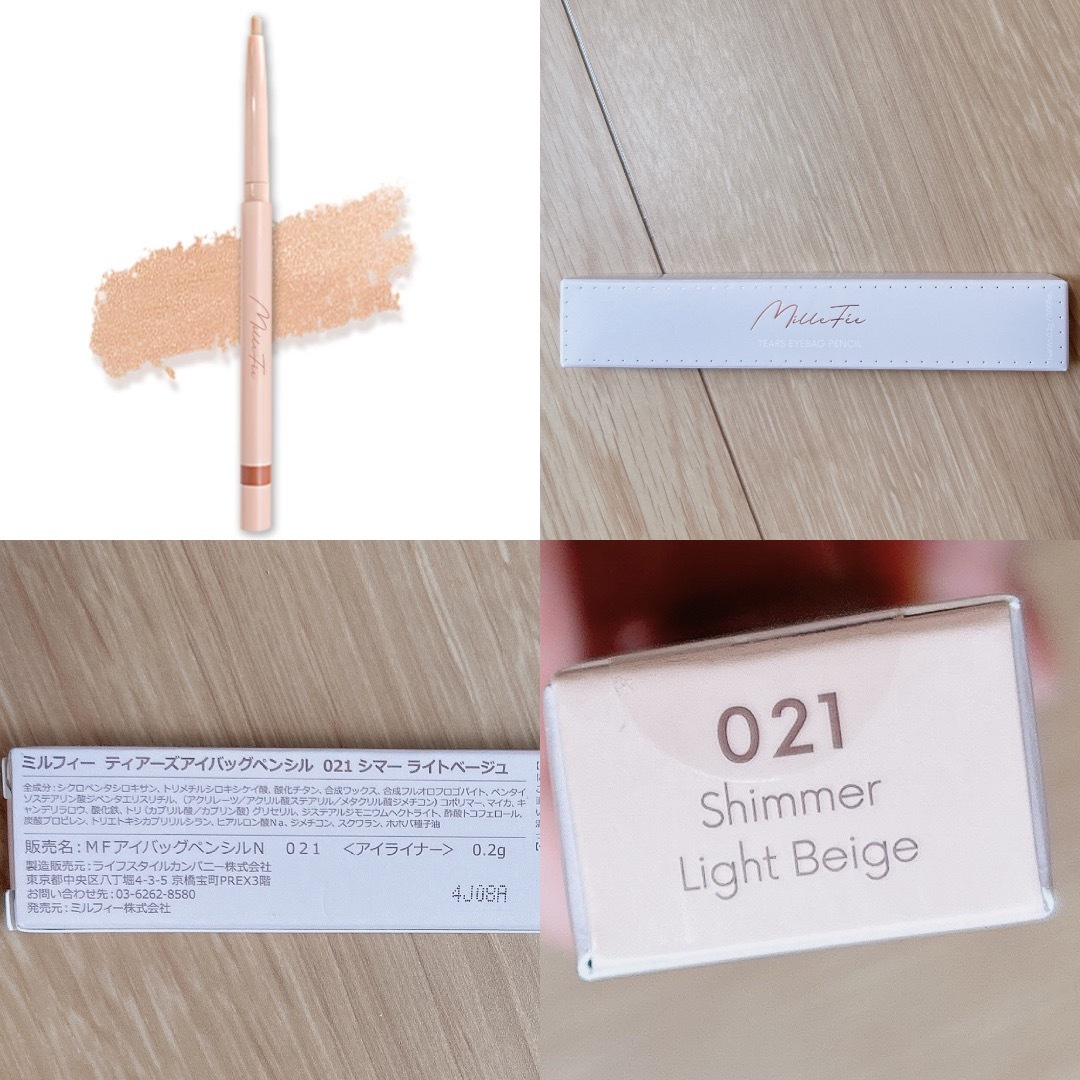 MilleFée
MilleFée
TEARS EYEBAG PENCIL
ミルフィー ティアーズアイバッグペンシル 021 シマー ライトベージュ
全成分:シクロペンタシロキサン、トリメチルシロキシケイ酸、酸化チタン、合成ワックス、合成フルオロフロゴパイト、ペンタイ
ソステアリン酸ジペンタエリスリチル、(アクリレーツ/アクリル酸ステアリル/メタクリル酸ジメチコン)コポリマー、マイカ、キ
ャンデリラロウ、酸化鉄、トリ(カプリル酸/カプリン酸)グリセリル、ジステアルジモニウムヘクトライト、酢酸トコフェロール、
炭酸プロピレン、トリエトキシカプリリルシラン、ヒアルロン酸Na、ジメチコン、スクワラン、ホホバ種子油
販売名:MFアイバッグペンシルN 021 <アイライナー> 0.2g
製造販売元:ライフスタイルカンパニー株式会社
東京都中央区八丁堀4-3-5 京橋宝町PREX3階
お問い合わせ先:03-6262-8580
発売元:ミルフィー株式会社
4J08A
021
Shimmer
Light Beige